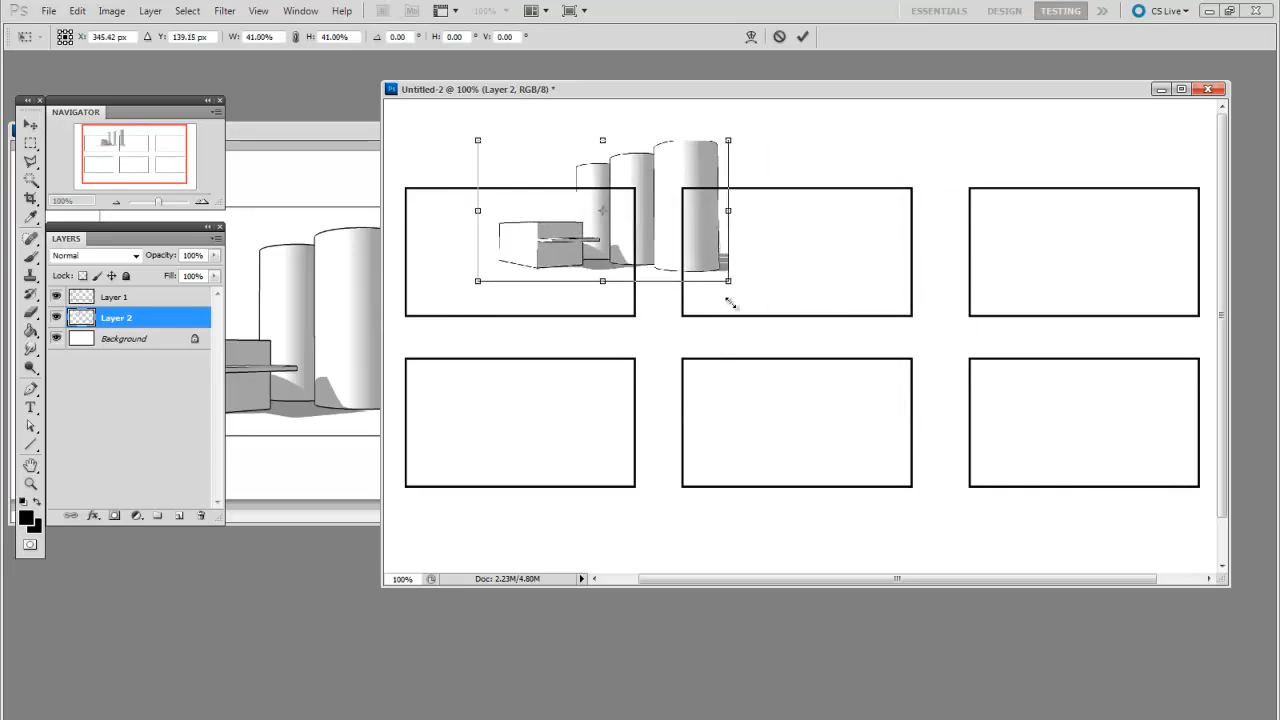 Ps File Edit Image Layer Select Filter View Window Help Br Mb 100% ESSENTIALS DESIGN TESTING CS Live
X: 345.42 px Y: 139.15 px W: 41.00% H: 41.00% 0.00 ° H: 0.00 ° V: 0.00 °
Ps Untitled-2 @ 100% (Layer 2, RGB/8) *
NAVIGATOR
100%
LAYERS
Normal Opacity: 100%
Lock: Fill: 100%
Layer 1
Layer 2
Background
100% Doc: 2.23M/4.80M